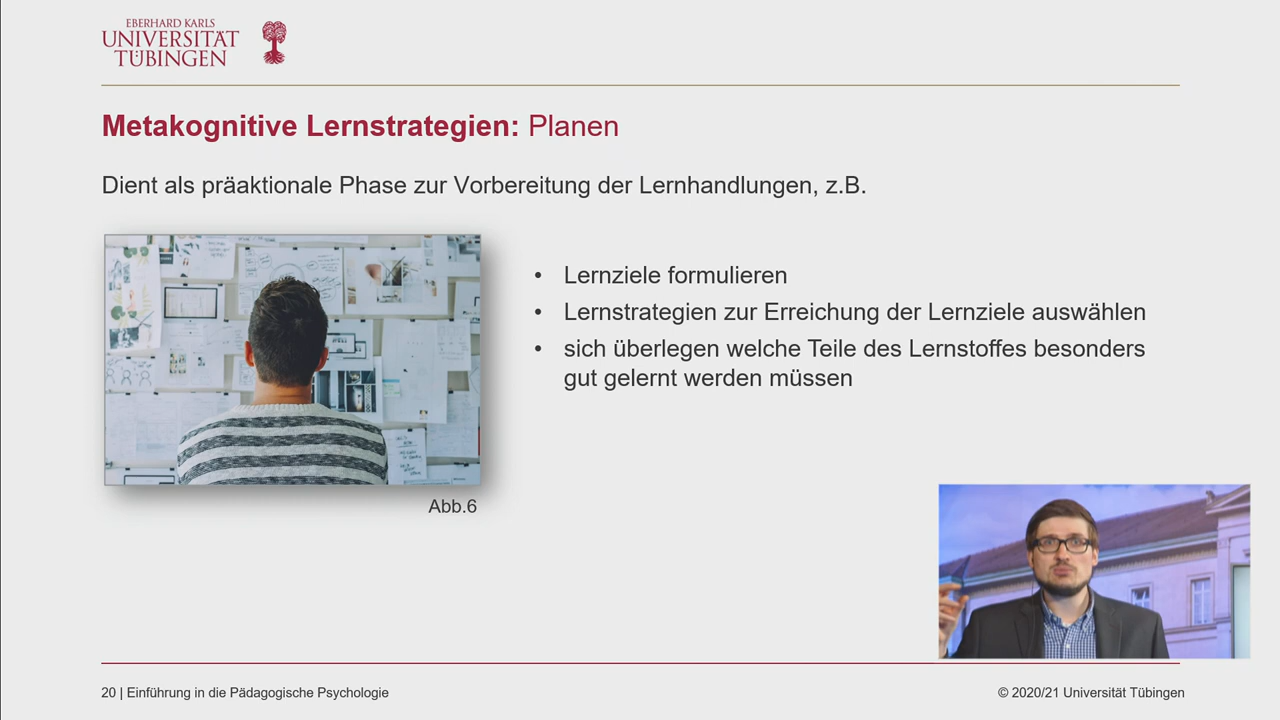 EBERHARD KARLS
UNIVERSITÄT
TÜBINGEN
Metakognitive Lernstrategien: Planen
Dient als präaktionale Phase zur Vorbereitung der Lernhandlungen, z.B.
• Lernziele formulieren
• Lernstrategien zur Erreichung der Lernziele auswählen
• sich überlegen welche Teile des Lernstoffes besonders
gut gelernt werden müssen
Abb.6
20 | Einführung in die Pädagogische Psychologie
© 2020/21 Universität Tübingen